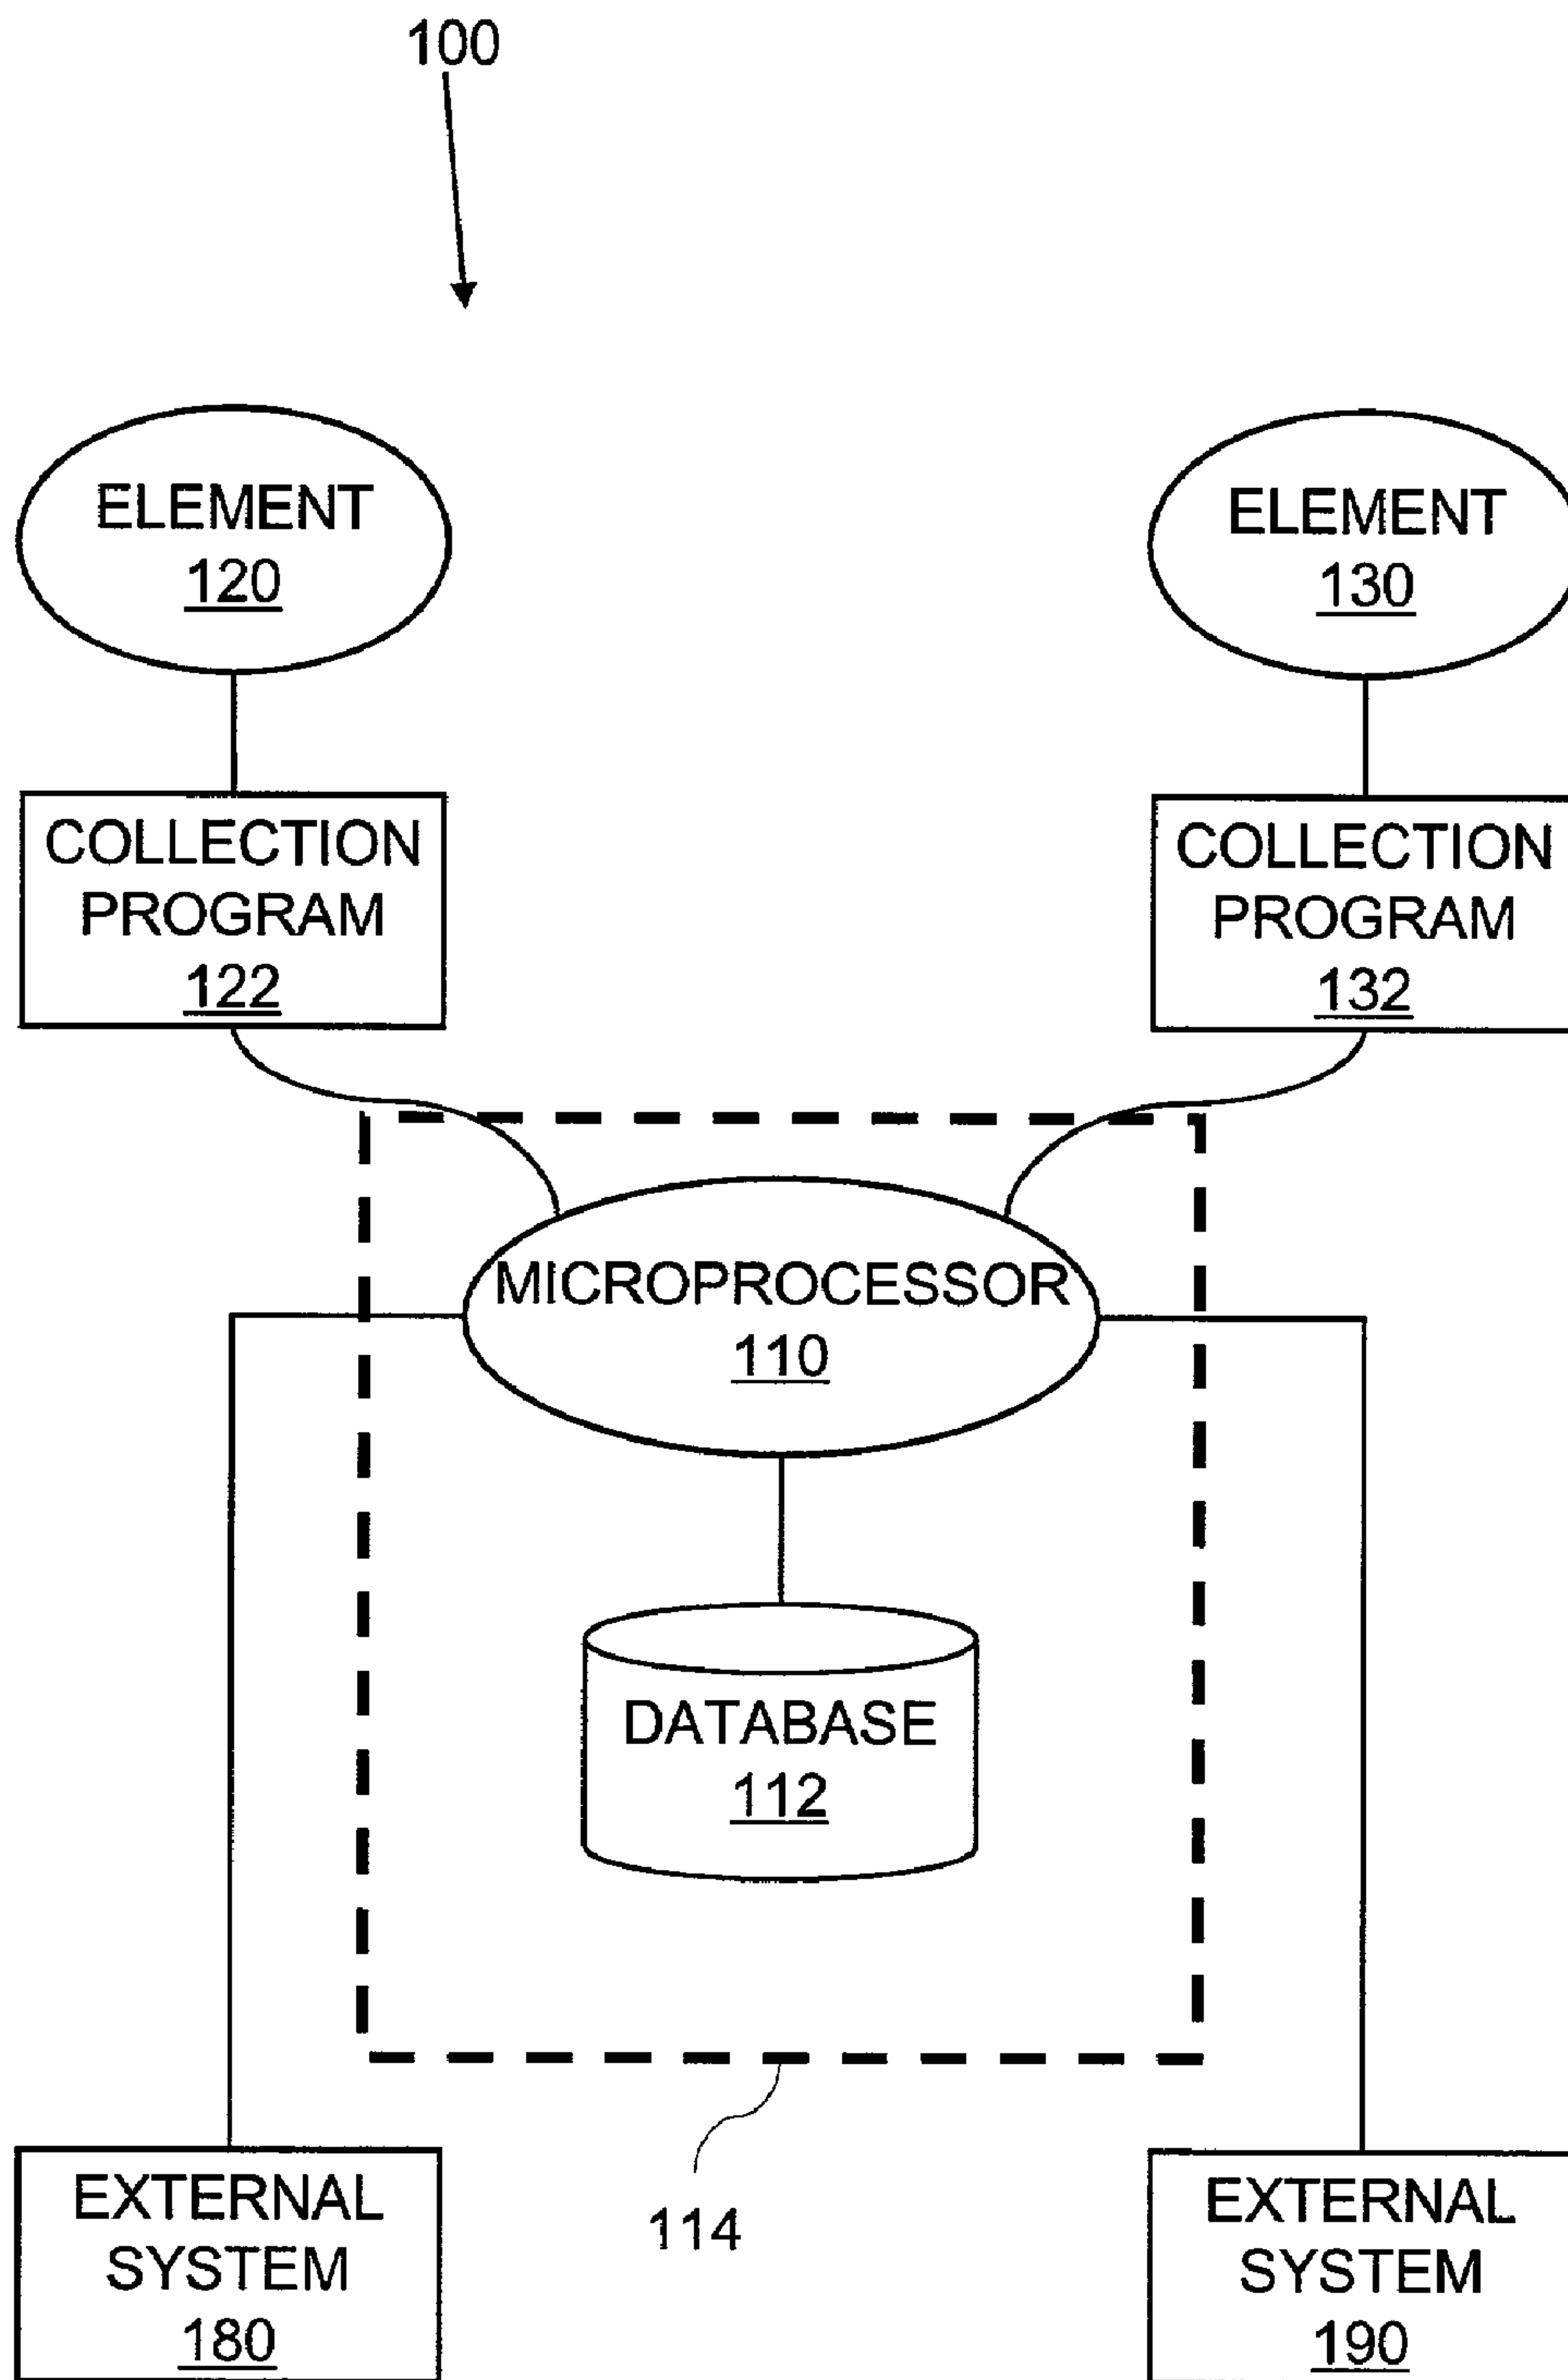 100
ELEMENT
120
ELEMENT
130
COLLECTION
PROGRAM
122
COLLECTION
PROGRAM
132
MICROPROCESSOR
110
DATABASE
112
114
EXTERNAL
SYSTEM
180
EXTERNAL
SYSTEM
190